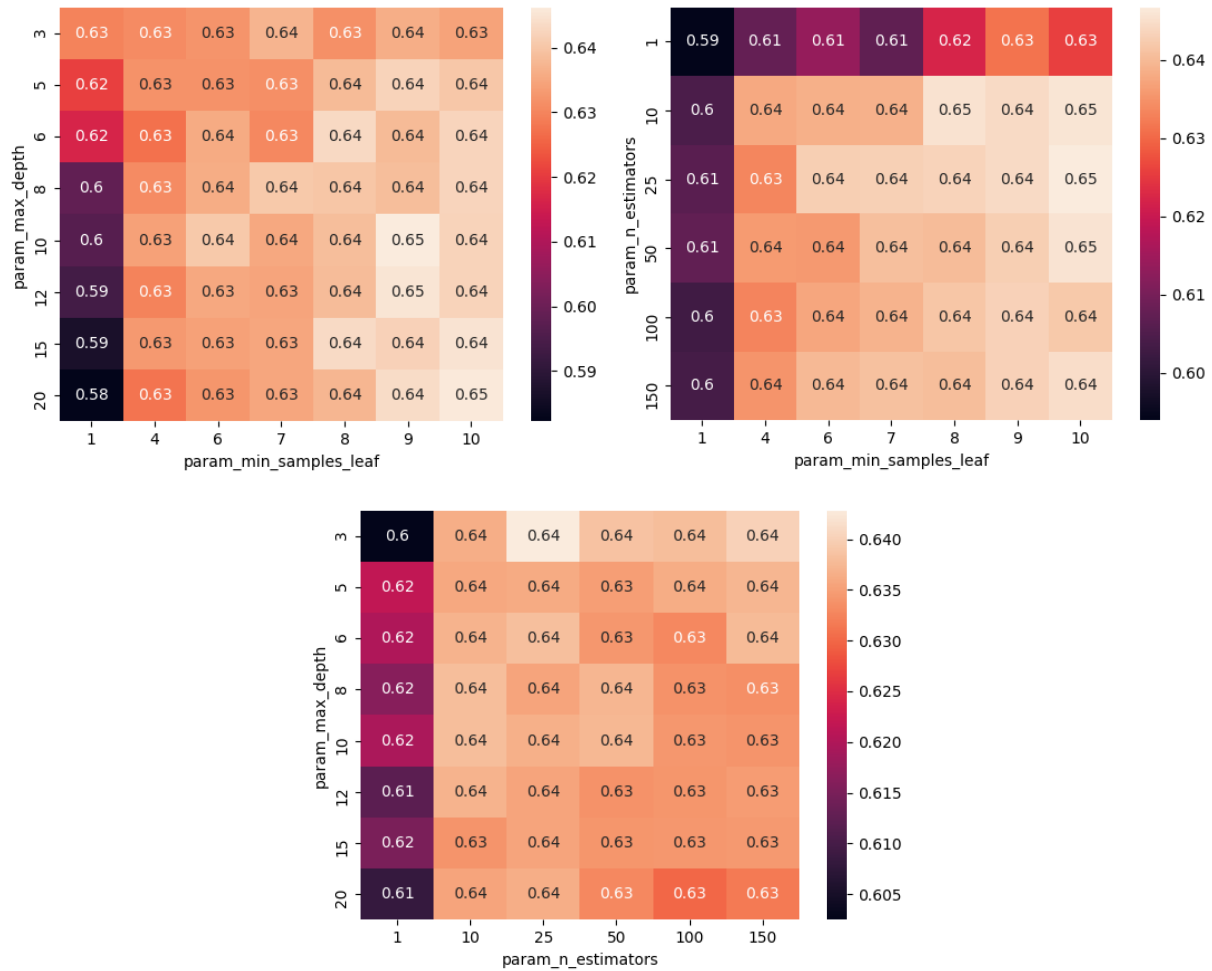 3 0.63 0.63 0.63 0.64 0.63 0.64 0.63
5 0.62 0.63 0.63 0.63 0.64 0.64 0.64
6 0.62 0.63 0.64 0.63 0.64 0.64 0.64
8 0.6 0.63 0.64 0.64 0.64 0.64 0.64
10 0.6 0.63 0.64 0.64 0.64 0.65 0.64
12 0.59 0.63 0.63 0.63 0.64 0.65 0.64
15 0.59 0.63 0.63 0.63 0.64 0.64 0.64
20 0.58 0.63 0.63 0.63 0.64 0.64 0.65
1 4 6 7 8 9 10
param_min_samples_leaf
param_max_depth
0.64
0.63
0.62
0.61
0.60
0.59
1 0.59 0.61 0.61 0.61 0.62 0.63 0.63
10 0.6 0.64 0.64 0.64 0.65 0.64 0.65
25 0.61 0.63 0.64 0.64 0.64 0.64 0.65
50 0.61 0.64 0.64 0.64 0.64 0.64 0.65
100 0.6 0.63 0.64 0.64 0.64 0.64 0.64
150 0.6 0.64 0.64 0.64 0.64 0.64 0.64
1 4 6 7 8 9 10
param_min_samples_leaf
param_n_estimators
0.64
0.63
0.62
0.61
0.60
3 0.6 0.64 0.64 0.64 0.64 0.64
5 0.62 0.64 0.64 0.63 0.64 0.64
6 0.62 0.64 0.64 0.63 0.63 0.64
8 0.62 0.64 0.64 0.64 0.63 0.63
10 0.62 0.64 0.64 0.64 0.63 0.63
12 0.61 0.64 0.64 0.63 0.63 0.63
15 0.62 0.63 0.64 0.63 0.63 0.63
20 0.61 0.64 0.64 0.63 0.63 0.63
1 10 25 50 100 150
param_n_estimators
param_max_depth
0.640
0.635
0.630
0.625
0.620
0.615
0.610
0.605